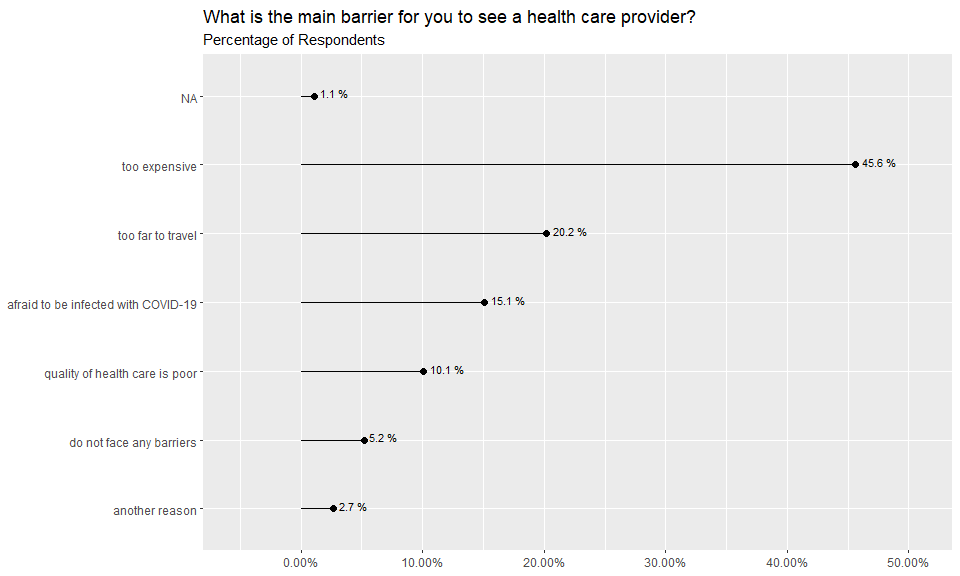 What is the main barrier for you to see a health care provider?
Percentage of Respondents
NA
1.1 %
too expensive
45.6 %
too far to travel
20.2 %
afraid to be infected with COVID-19
15.1 %
quality of health care is poor
10.1 %
do not face any barriers
5.2 %
another reason
2.7 %
0.00% 10.00% 20.00% 30.00% 40.00% 50.00%